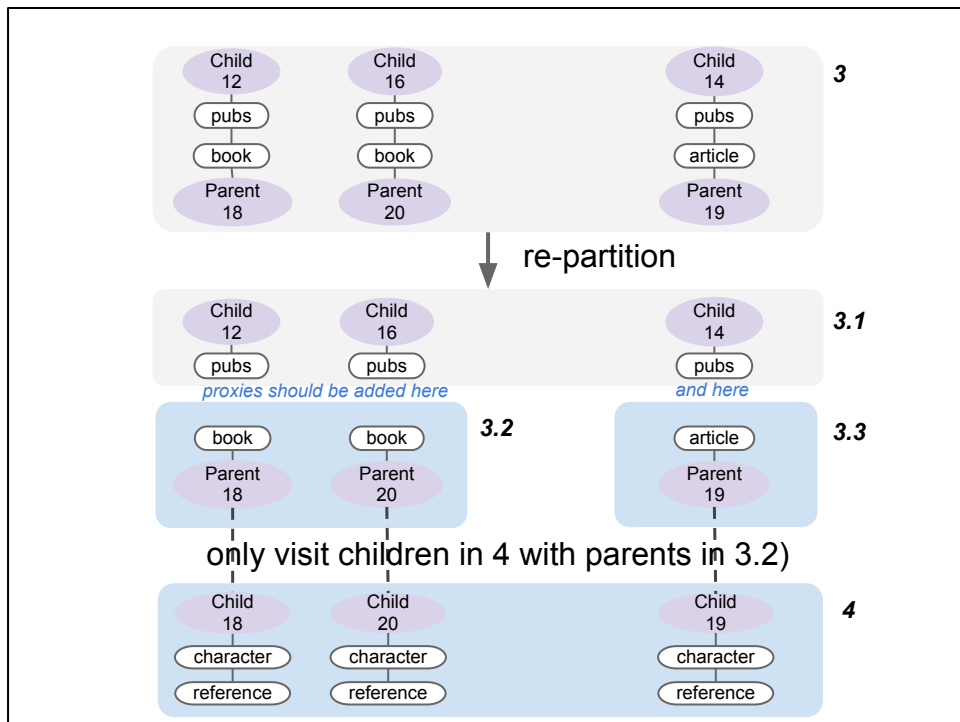 Child
12
Child
16
Child
14
3
pubs
pubs
pubs
book
book
article
Parent
18
Parent
20
Parent
19
re-partition
Child
12
Child
16
Child
14
3.1
pubs
pubs
pubs
proxies should be added here
and here
3.2
3.3
book
book
article
Parent
18
Parent
20
Parent
19
only visit children in 4 with parents in 3.2)
Child
18
Child
20
Child
19
4
character
character
character
reference
reference
reference